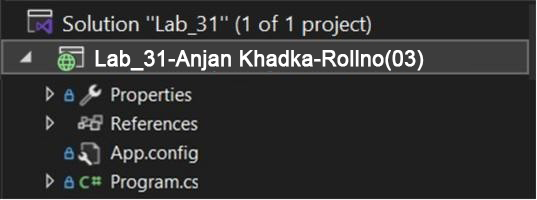 Solution "Lab_31" (1 of 1 project)
Lab_31-Anjan Khadka-Rollno(03)
Properties
References
App.config
C# Program.cs